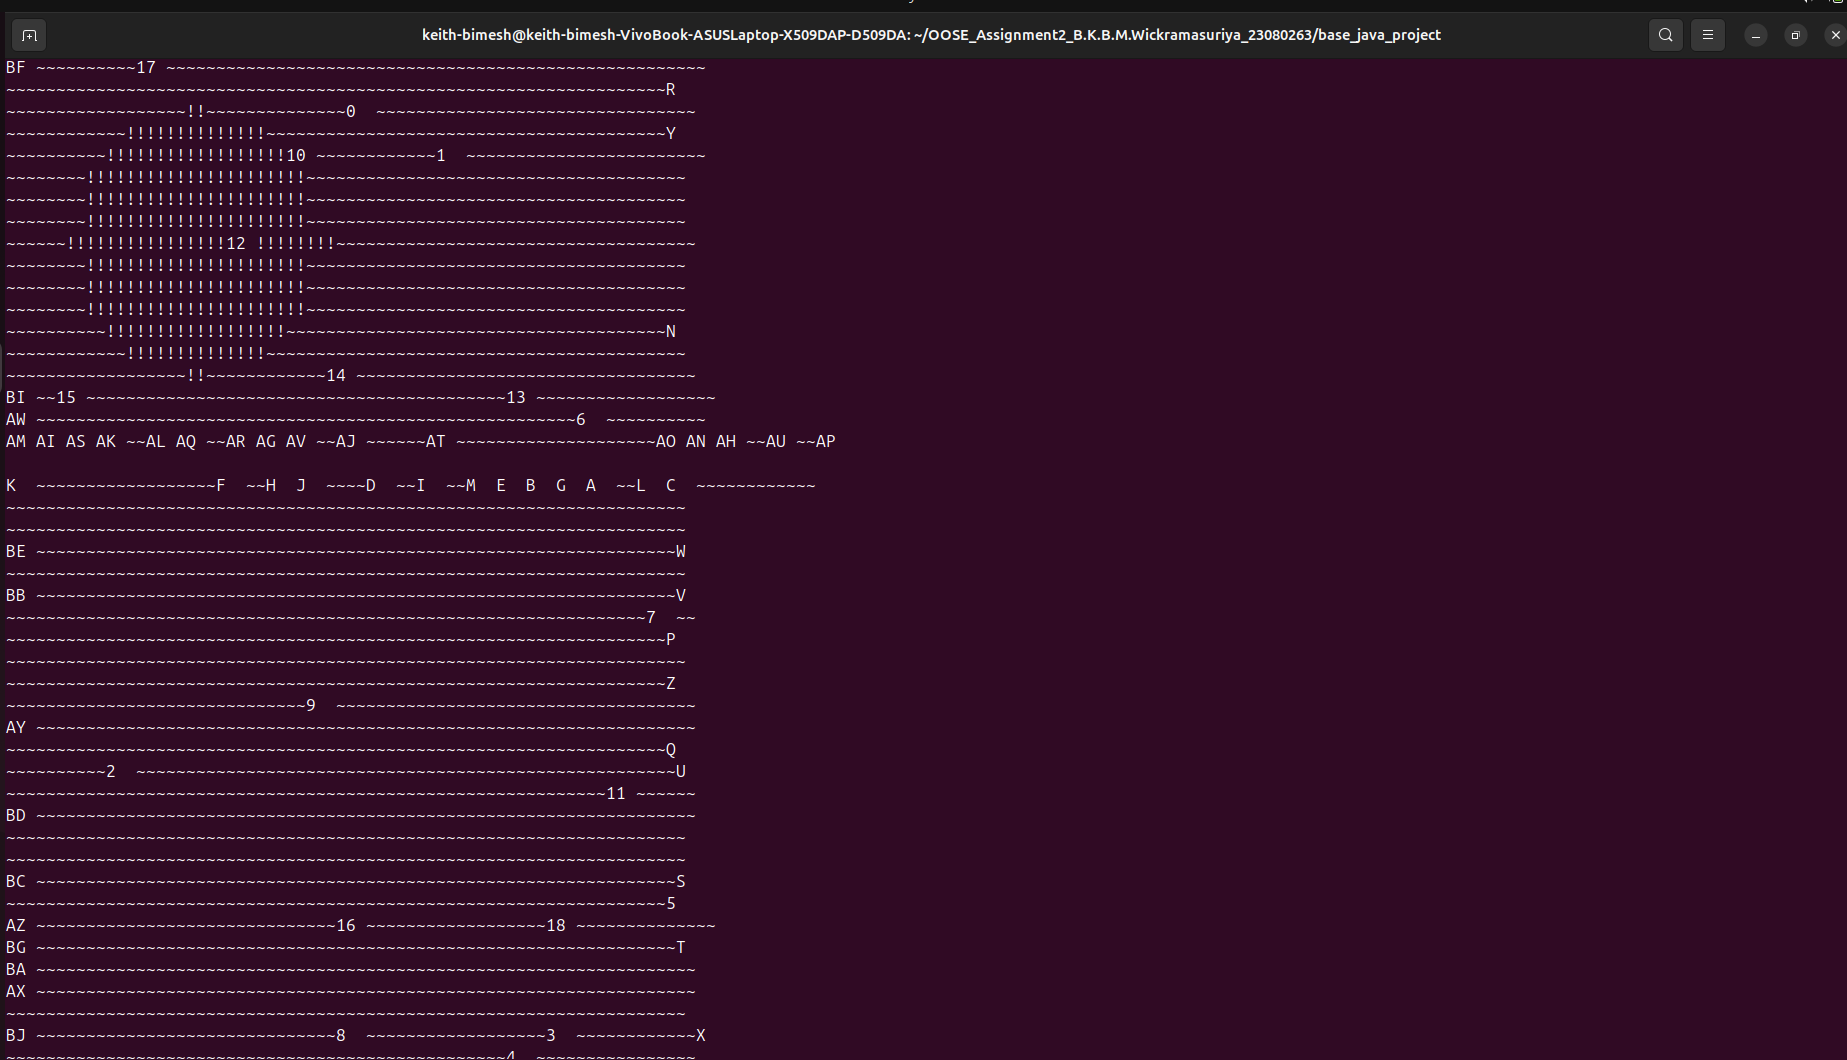 keith-bimesh@keith-bimesh-VivoBook-ASUSLaptop-X509DAP-D509DA: ~/OOSE_Assignment2_B.K.B.M.Wickramasuriya_23080263/base_java_project
BF ~~~~~~~~~~17 ~~~~~~~~~~~~~~~~~~~~~~~~~~~~~~~~~~~~~~~~~~~~~~~~~~~~~~
~~~~~~~~~~~~~~~~~~~~~~~~~~~~~~~~~~~~~~~~~~~~~~~~~~~~~~~~~~~~~~~~~~R
~~~~~~~~~~~~~~~~~~!!~~~~~~~~~~~~~~0  ~~~~~~~~~~~~~~~~~~~~~~~~~~~~~~~~
~~~~~~~~~~~~!!!!!!!!!!!!!!~~~~~~~~~~~~~~~~~~~~~~~~~~~~~~~~~~~~~~~~Y
~~~~~~~~~~!!!!!!!!!!!!!!!!!!10 ~~~~~~~~~~~~1  ~~~~~~~~~~~~~~~~~~~~~~~~
~~~~~~~~!!!!!!!!!!!!!!!!!!!!!!~~~~~~~~~~~~~~~~~~~~~~~~~~~~~~~~~~~~~~
~~~~~~~~!!!!!!!!!!!!!!!!!!!!!!~~~~~~~~~~~~~~~~~~~~~~~~~~~~~~~~~~~~~~
~~~~~~~~!!!!!!!!!!!!!!!!!!!!!!~~~~~~~~~~~~~~~~~~~~~~~~~~~~~~~~~~~~~~
~~~~~~!!!!!!!!!!!!!!!!12 !!!!!!!!~~~~~~~~~~~~~~~~~~~~~~~~~~~~~~~~~~~~
~~~~~~~~!!!!!!!!!!!!!!!!!!!!!!~~~~~~~~~~~~~~~~~~~~~~~~~~~~~~~~~~~~~~
~~~~~~~~!!!!!!!!!!!!!!!!!!!!!!~~~~~~~~~~~~~~~~~~~~~~~~~~~~~~~~~~~~~~
~~~~~~~~!!!!!!!!!!!!!!!!!!!!!!~~~~~~~~~~~~~~~~~~~~~~~~~~~~~~~~~~~~~~
~~~~~~~~~~!!!!!!!!!!!!!!!!!!~~~~~~~~~~~~~~~~~~~~~~~~~~~~~~~~~~~~~~N
~~~~~~~~~~~~!!!!!!!!!!!!!!~~~~~~~~~~~~~~~~~~~~~~~~~~~~~~~~~~~~~~~~~~
~~~~~~~~~~~~~~~~~~!!~~~~~~~~~~~~14 ~~~~~~~~~~~~~~~~~~~~~~~~~~~~~~~~~~
BI ~~15 ~~~~~~~~~~~~~~~~~~~~~~~~~~~~~~~~~~~~~~~~~~13 ~~~~~~~~~~~~~~~~~~
AW ~~~~~~~~~~~~~~~~~~~~~~~~~~~~~~~~~~~~~~~~~~~~~~~~~~~~~~6  ~~~~~~~~~~
AM AI AS AK ~~AL AQ ~~AR AG AV ~~AJ ~~~~~~AT ~~~~~~~~~~~~~~~~~~~~AO AN AH ~~AU ~~AP
K  ~~~~~~~~~~~~~~~~~~F  ~~H  J  ~~~~D  ~~I  ~~M  E  B  G  A  ~~L  C  ~~~~~~~~~~~~
~~~~~~~~~~~~~~~~~~~~~~~~~~~~~~~~~~~~~~~~~~~~~~~~~~~~~~~~~~~~~~~~~~~~
~~~~~~~~~~~~~~~~~~~~~~~~~~~~~~~~~~~~~~~~~~~~~~~~~~~~~~~~~~~~~~~~~~~~
BE ~~~~~~~~~~~~~~~~~~~~~~~~~~~~~~~~~~~~~~~~~~~~~~~~~~~~~~~~~~~~~~~~W
~~~~~~~~~~~~~~~~~~~~~~~~~~~~~~~~~~~~~~~~~~~~~~~~~~~~~~~~~~~~~~~~~~~~
BB ~~~~~~~~~~~~~~~~~~~~~~~~~~~~~~~~~~~~~~~~~~~~~~~~~~~~~~~~~~~~~~~~V
~~~~~~~~~~~~~~~~~~~~~~~~~~~~~~~~~~~~~~~~~~~~~~~~~~~~~~~~~~~~~~~~7  ~~
~~~~~~~~~~~~~~~~~~~~~~~~~~~~~~~~~~~~~~~~~~~~~~~~~~~~~~~~~~~~~~~~~~P
~~~~~~~~~~~~~~~~~~~~~~~~~~~~~~~~~~~~~~~~~~~~~~~~~~~~~~~~~~~~~~~~~~~~
~~~~~~~~~~~~~~~~~~~~~~~~~~~~~~~~~~~~~~~~~~~~~~~~~~~~~~~~~~~~~~~~~~Z
~~~~~~~~~~~~~~~~~~~~~~~~~~~~~~9  ~~~~~~~~~~~~~~~~~~~~~~~~~~~~~~~~~~~~
AY ~~~~~~~~~~~~~~~~~~~~~~~~~~~~~~~~~~~~~~~~~~~~~~~~~~~~~~~~~~~~~~~~~~
~~~~~~~~~~~~~~~~~~~~~~~~~~~~~~~~~~~~~~~~~~~~~~~~~~~~~~~~~~~~~~~~~~Q
~~~~~~~~~~2  ~~~~~~~~~~~~~~~~~~~~~~~~~~~~~~~~~~~~~~~~~~~~~~~~~~~~~~U
~~~~~~~~~~~~~~~~~~~~~~~~~~~~~~~~~~~~~~~~~~~~~~~~~~~~~~~~~~~~11 ~~~~~~
BD ~~~~~~~~~~~~~~~~~~~~~~~~~~~~~~~~~~~~~~~~~~~~~~~~~~~~~~~~~~~~~~~~~~
~~~~~~~~~~~~~~~~~~~~~~~~~~~~~~~~~~~~~~~~~~~~~~~~~~~~~~~~~~~~~~~~~~~~
~~~~~~~~~~~~~~~~~~~~~~~~~~~~~~~~~~~~~~~~~~~~~~~~~~~~~~~~~~~~~~~~~~~~
BC ~~~~~~~~~~~~~~~~~~~~~~~~~~~~~~~~~~~~~~~~~~~~~~~~~~~~~~~~~~~~~~~~S
~~~~~~~~~~~~~~~~~~~~~~~~~~~~~~~~~~~~~~~~~~~~~~~~~~~~~~~~~~~~~~~~~~5
AZ ~~~~~~~~~~~~~~~~~~~~~~~~~~~~~~16 ~~~~~~~~~~~~~~~~~~18 ~~~~~~~~~~~~~~
BG ~~~~~~~~~~~~~~~~~~~~~~~~~~~~~~~~~~~~~~~~~~~~~~~~~~~~~~~~~~~~~~~~T
BA ~~~~~~~~~~~~~~~~~~~~~~~~~~~~~~~~~~~~~~~~~~~~~~~~~~~~~~~~~~~~~~~~~~
AX ~~~~~~~~~~~~~~~~~~~~~~~~~~~~~~~~~~~~~~~~~~~~~~~~~~~~~~~~~~~~~~~~~~
~~~~~~~~~~~~~~~~~~~~~~~~~~~~~~~~~~~~~~~~~~~~~~~~~~~~~~~~~~~~~~~~~~~~
BJ ~~~~~~~~~~~~~~~~~~~~~~~~~~~~~~8  ~~~~~~~~~~~~~~~~~~3  ~~~~~~~~~~~~X
~~~~~~~~~~~~~~~~~~~~~~~~~~~~~~~~~~~~~~~~~~~~~~~~~~4  ~~~~~~~~~~~~~~~~